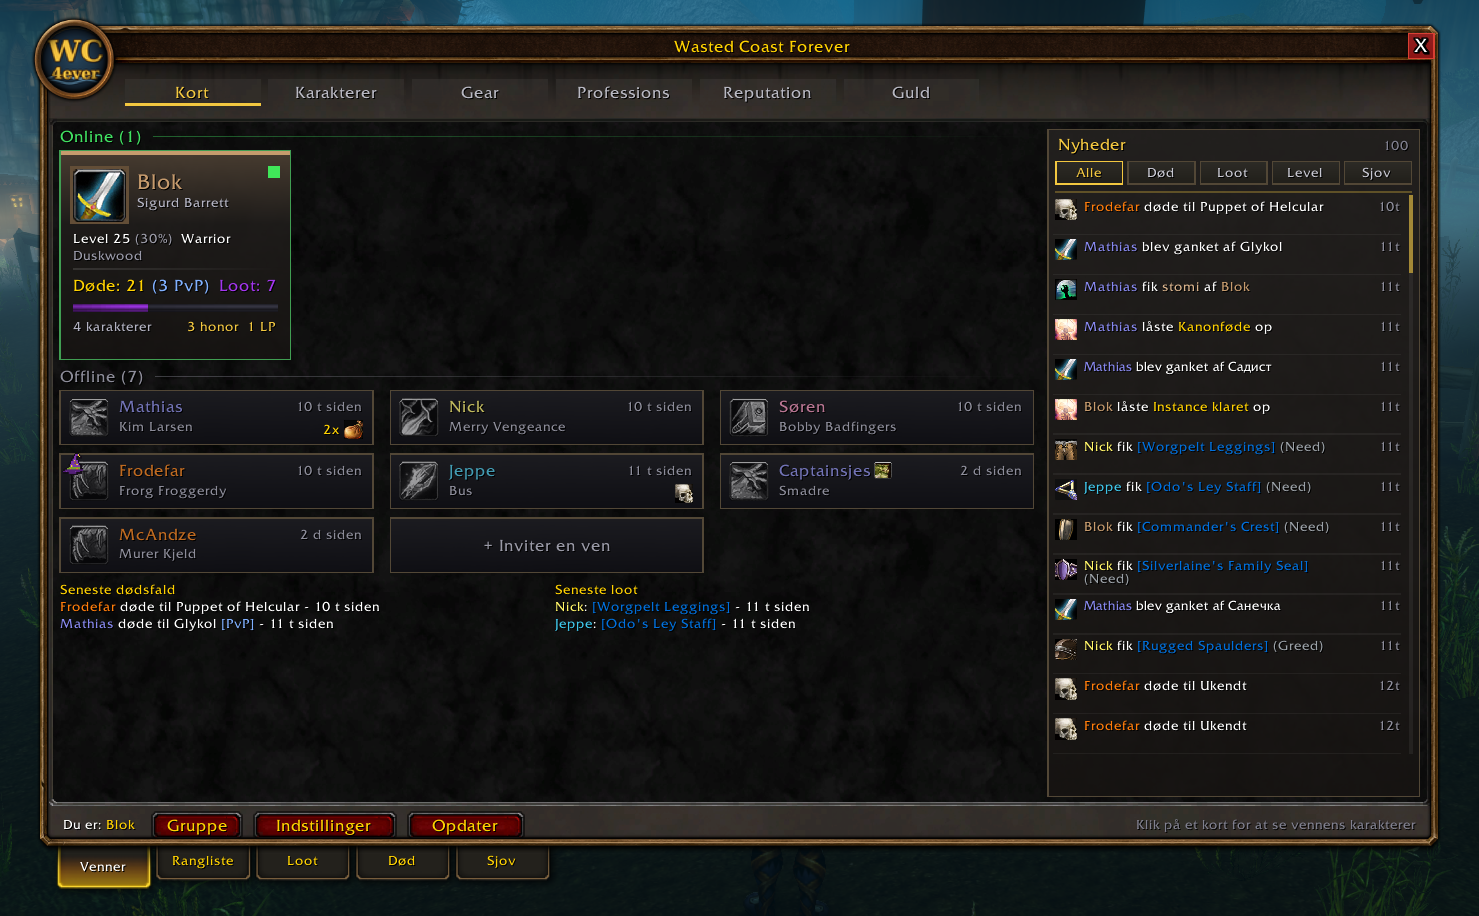 WC
4ever
Wasted Coast Forever
X
Kort
Karakterer
Gear
Professions
Reputation
Guld
Online (1)
Blok
Sigurd Barrett
Level 25 (30%) Warrior
Duskwood
Døde: 21 (3 PvP) Loot: 7
4 karakterer
3 honor 1 LP
Offline (7)
Mathias
10 t siden
Kim Larsen
2x
Nick
10 t siden
Merry Vengeance
Søren
10 t siden
Bobby Badfingers
Frodefar
10 t siden
Frorg Froggerdy
Jeppe
11 t siden
Bus
Captainsjes
2 d siden
Smadre
McAndze
2 d siden
Murer Kjeld
+ Inviter en ven
Seneste dødsfald
Frodefar døde til Puppet of Helcular - 10 t siden
Mathias døde til Glykol [PvP] - 11 t siden
Seneste loot
Nick: [Worgpelt Leggings] - 11 t siden
Jeppe: [Odo's Ley Staff] - 11 t siden
Nyheder
100
Alle
Død
Loot
Level
Sjov
Frodefar døde til Puppet of Helcular 10t
Mathias blev ganket af Glykol 11t
Mathias fik stomi af Blok 11t
Mathias låste Kanonføde op 11t
Mathias blev ganket af Садист 11t
Blok låste Instance klaret op 11t
Nick fik [Worgpelt Leggings] (Need) 11t
Jeppe fik [Odo's Ley Staff] (Need) 11t
Blok fik [Commander's Crest] (Need) 11t
Nick fik [Silverlaine's Family Seal] 11t
(Need)
Mathias blev ganket af Санечка 11t
Nick fik [Rugged Spaulders] (Greed) 11t
Frodefar døde til Ukendt 12t
Frodefar døde til Ukendt 12t
Du er: Blok
Gruppe
Indstillinger
Opdater
Klik på et kort for at se vennens karakterer
Venner
Rangliste
Loot
Død
Sjov